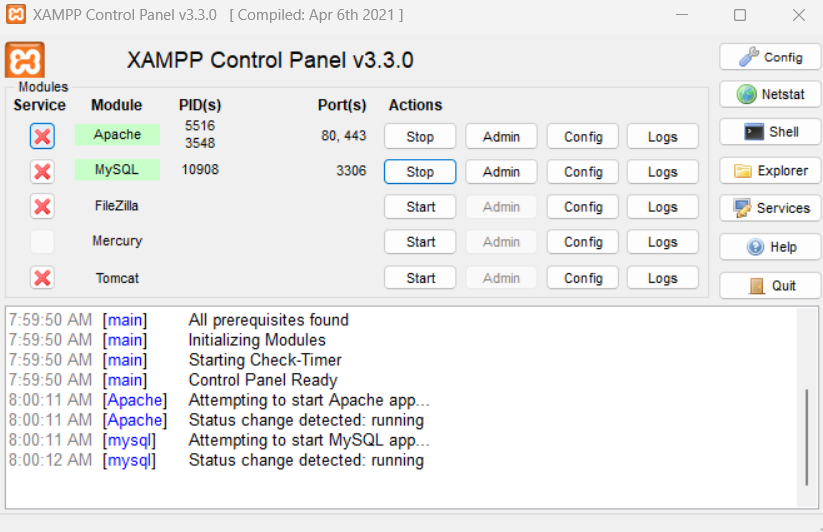 XAMPP Control Panel v3.3.0 [ Compiled: Apr 6th 2021 ]
XAMPP Control Panel v3.3.0
Config
Modules
Service Module PID(s) Port(s) Actions
Netstat
Apache 5516 3548 80, 443 Stop Admin Config Logs
Shell
MySQL 10908 3306 Stop Admin Config Logs
Explorer
FileZilla Start Admin Config Logs
Services
Mercury Start Admin Config Logs
Help
Tomcat Start Admin Config Logs
Quit
7:59:50 AM [main] All prerequisites found
7:59:50 AM [main] Initializing Modules
7:59:50 AM [main] Starting Check-Timer
7:59:50 AM [main] Control Panel Ready
8:00:11 AM [Apache] Attempting to start Apache app...
8:00:11 AM [Apache] Status change detected: running
8:00:11 AM [mysql] Attempting to start MySQL app...
8:00:12 AM [mysql] Status change detected: running